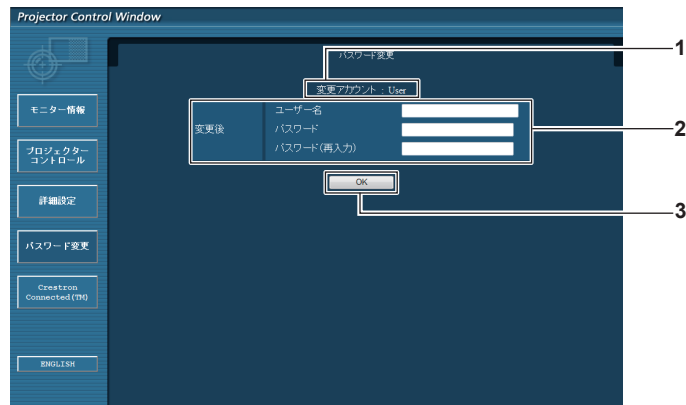 Projector Control Window
パスワード変更
1
変更アカウント : User
モニター情報
変更後
ユーザー名
パスワード
パスワード(再入力)
2
プロジェクター
コントロール
OK
詳細設定
3
パスワード変更
Crestron
Connected(TM)
ENGLISH